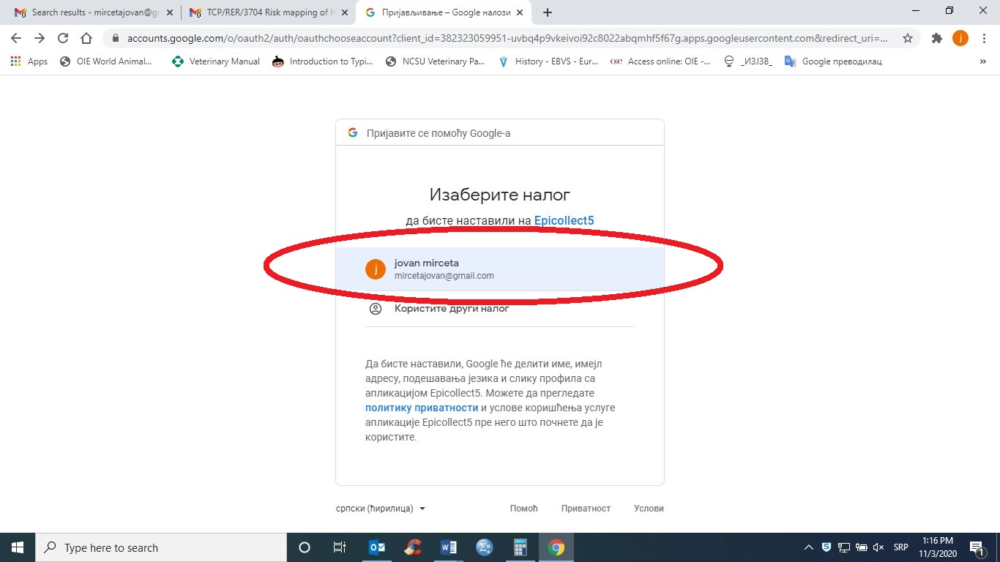 Search results - mircetajovan@g
TCP/RER/3704 Risk mapping of
Пријављивање – Google налози
accounts.google.com/o/oauth2/auth/oauthchooseaccount?client_id=382323059951-uvbq4p9vkeivoi92c8022abqmhf5f67g.apps.googleusercontent.com&redirect_uri=...
j
Apps
OIE World Animal...
Veterinary Manual
Introduction to Typi...
NCSU Veterinary Pa...
History - EBVS - Eur...
Access online: OIE -...
_ИЗЈЗВ_
Google преводилац
Пријавите се помоћу Google-а
Изаберите налог
да бисте наставили на Epicollect5
j
jovan mirceta
mircetajovan@gmail.com
Користите други налог
Да бисте наставили, Google ће делити име, имејл
адресу, подешавања језика и слику профила са
апликацијом Epicollect5. Можете да прегледате
политику приватности и услове коришћења услуге
апликације Epicollect5 пре него што почнете да је
користите.
српски (ћирилица)
Помоћ
Приватност
Услови
Type here to search
SRP
1:16 PM
11/3/2020
1